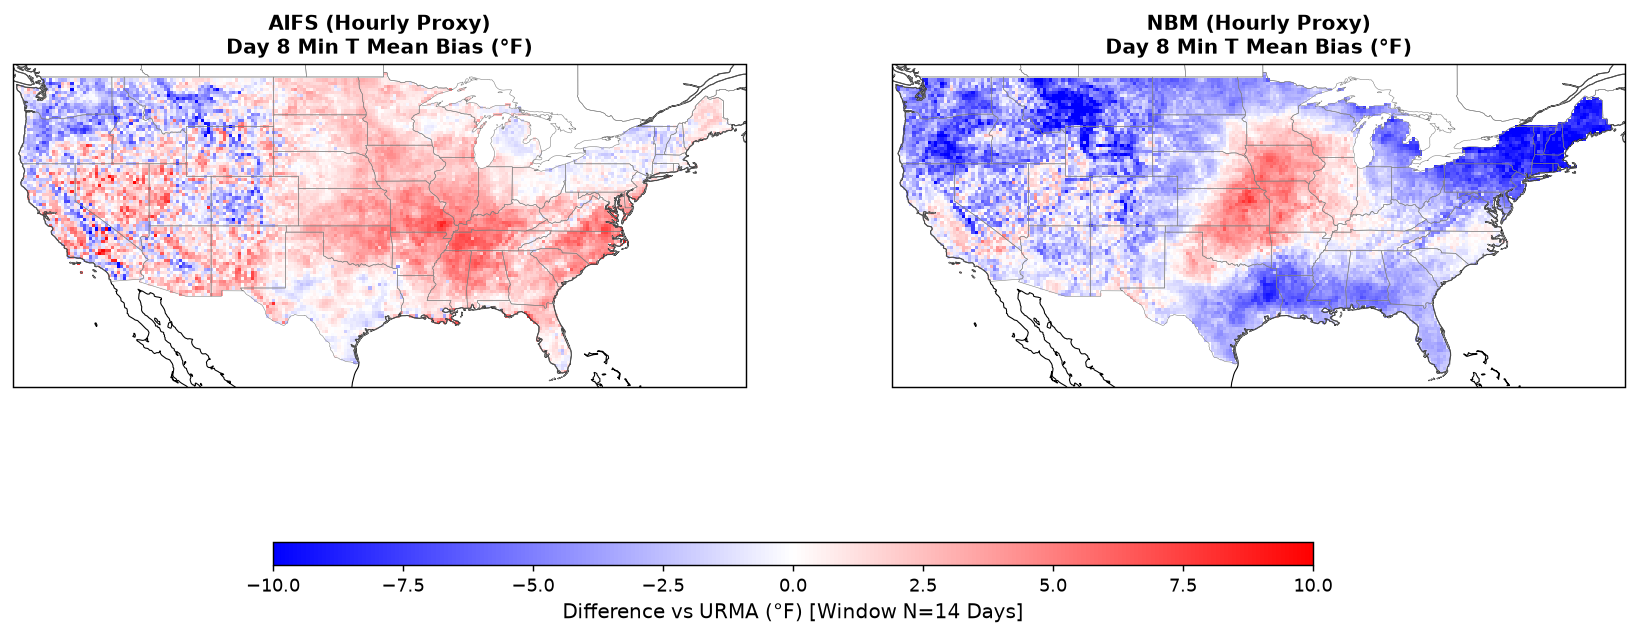 AIFS (Hourly Proxy)
Day 8 Min T Mean Bias (°F)
NBM (Hourly Proxy)
Day 8 Min T Mean Bias (°F)
−10.0 −7.5 −5.0 −2.5 0.0 2.5 5.0 7.5 10.0
Difference vs URMA (°F) [Window N=14 Days]